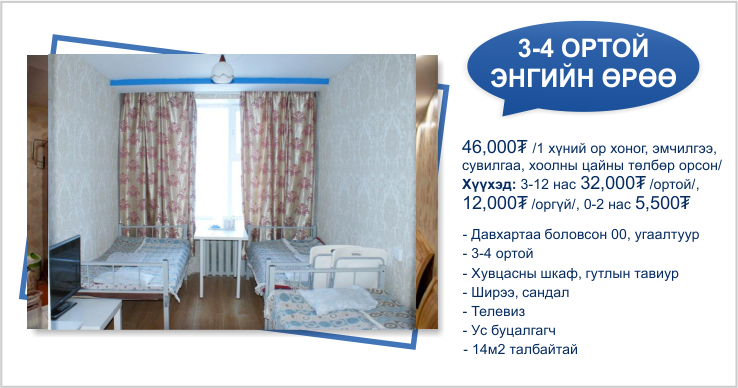 3-4 ОРТОЙ
ЭНГИЙН ӨРӨӨ
46,000₮ /1 хүний ор хоног, эмчилгээ,
сувилгаа, хоолны цайны төлбөр орсон/
Хүүхэд: 3-12 нас 32,000₮ /ортой/,
12,000₮ /оргүй/, 0-2 нас 5,500₮
- Давхартаа боловсон 00, угаалтуур
- 3-4 ортой
- Хувцасны шкаф, гутлын тавиур
- Ширээ, сандал
- Телевиз
- Ус буцалгагч
- 14м2 талбайтай